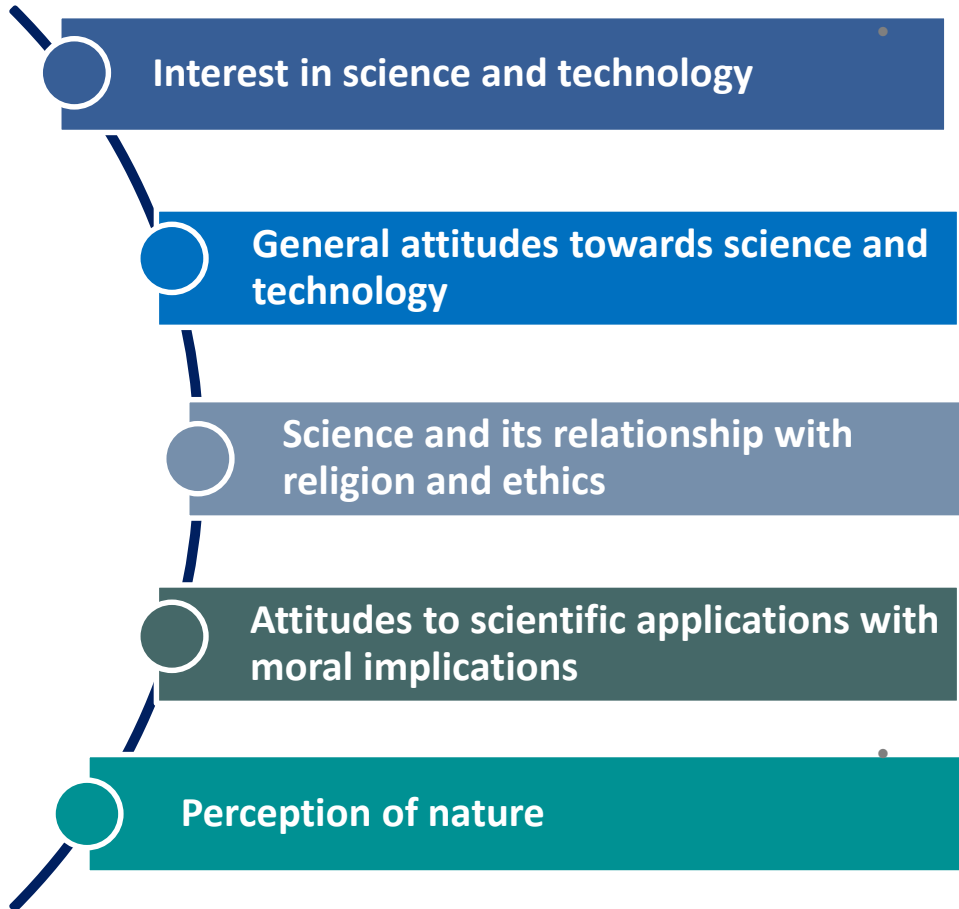 Interest in science and technology
General attitudes towards science and
technology
Science and its relationship with
religion and ethics
Attitudes to scientific applications with
moral implications
Perception of nature